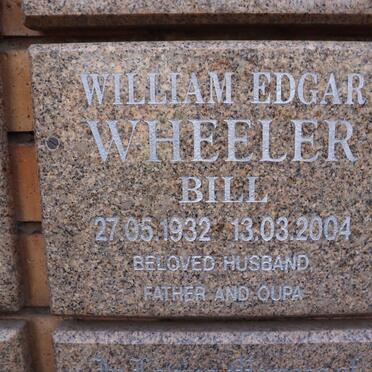 WILLIAM EDGAR
WHEELER
BILL
27.05.1932 13.03.2004
BELOVED HUSBAND
FATHER AND OUPA